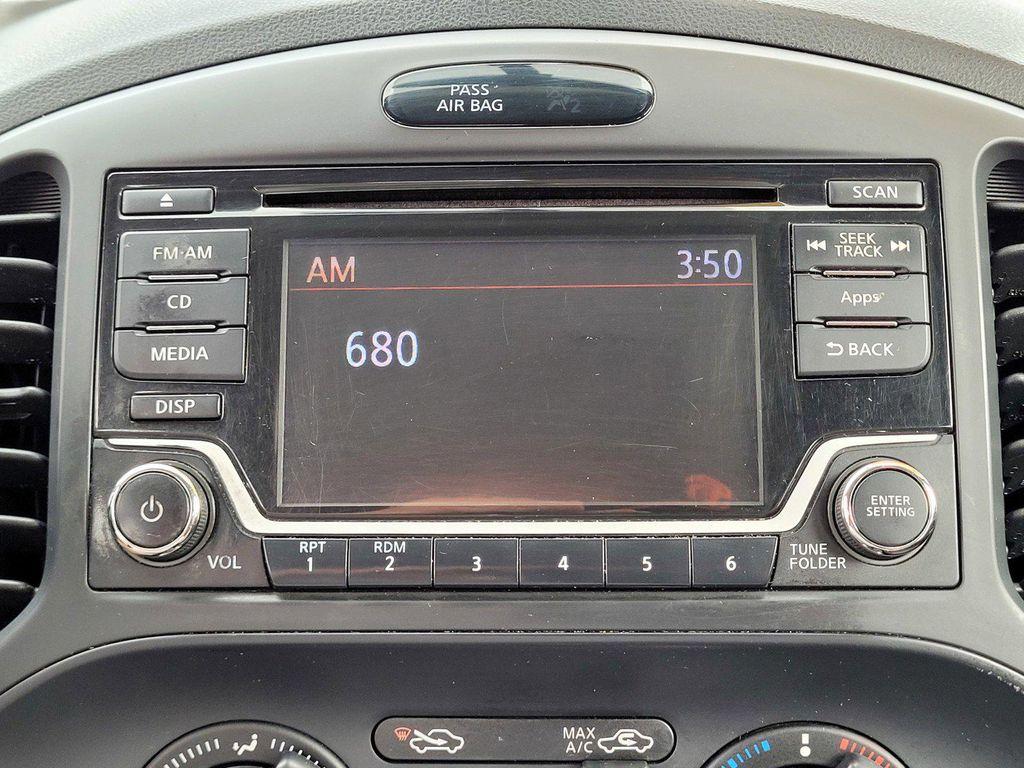 PASS
AIR BAG
2
SCAN
FM·AM
SEEK
TRACK
AM
3:50
CD
Apps
680
MEDIA
BACK
DISP
ENTER
SETTING
VOL
RPT
1
RDM
2
3
4
5
6
TUNE
FOLDER
MAX
A/C